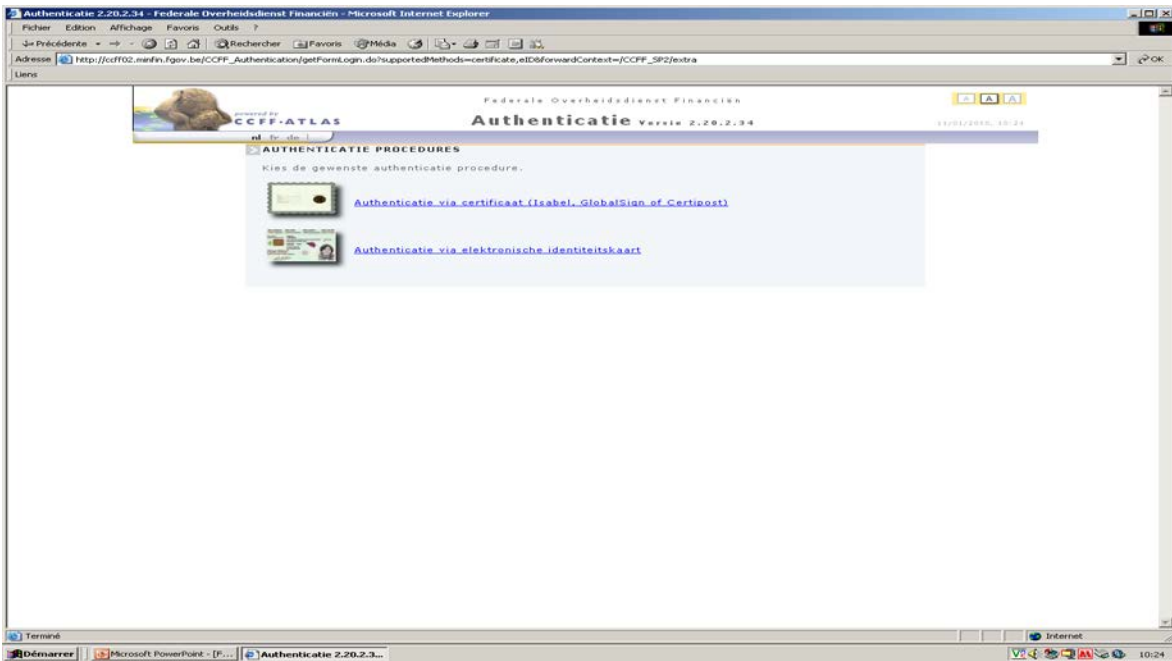 Authenticatie 2.20.2.34 - Federale Overheidsdienst Financiën - Microsoft Internet Explorer
Fichier Edition Affichage Favoris Outils ?
Précédente Rechercher Favoris Média
Adresse http://ccff02.minfin.fgov.be/CCFF_Authentication/getFormLogin.do?supportedMethods=certificate,eID&forwardContext=/CCFF_SP2/extra OK
Liens
Federale Overheidsdienst Financiën
A A A
powered by
CCFF-ATLAS
Authenticatie Versie 2.20.2.34
10:24
nl fr de
AUTHENTICATIE PROCEDURES
Kies de gewenste authenticatie procedure.
Authenticatie via certificaat (Isabel, GlobalSign of Certipost)
Authenticatie via elektronische identiteitskaart
Terminé Internet
Démarrer Microsoft PowerPoint - [F... Authenticatie 2.20.2.3... 10:24